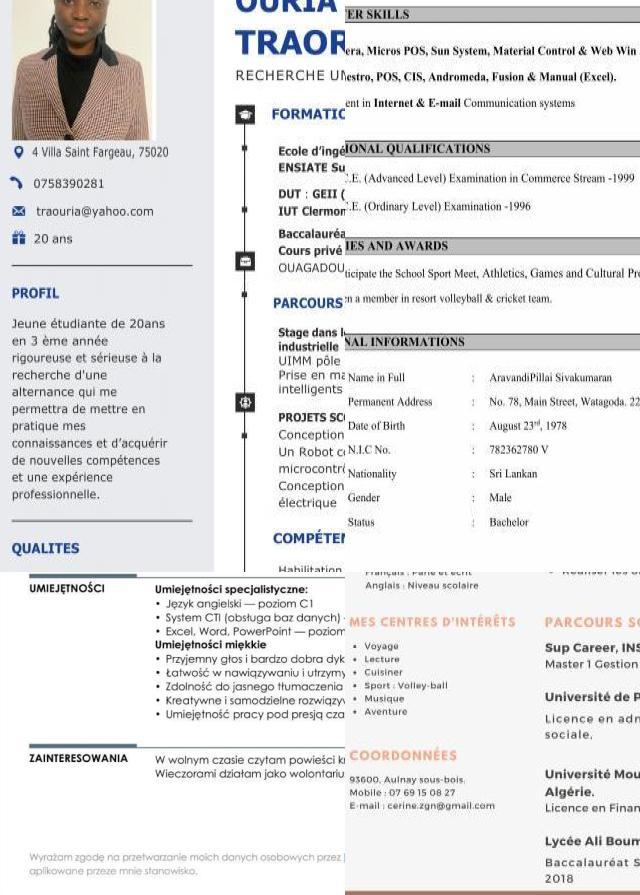 TRAOR
RECHERCHE UN
4 Villa Saint Fargeau, 75020
0758390281
traouria@yahoo.com
20 ans
PROFIL
Jeune étudiante de 20ans
en 3 ème année
rigoureuse et sérieuse à la
recherche d'une
alternance qui me
permettra de mettre en
pratique mes
connaissances et d'acquérir
de nouvelles compétences
et une expérience
professionnelle.
QUALITES
FORMATIO
Ecole d'ingé
ENSIATE Su
DUT : GEII (
IUT Clermon
Baccalauréa
Cours privé
OUAGADOU
PARCOURS
Stage dans l
industrielle
UIMM pôle
Prise en ma
intelligents
PROJETS SC
Conception
Un Robot c
microcontr
Conception
électrique
COMPÉTEN
Habilitation
ER SKILLS
era, Micros POS, Sun System, Material Control & Web Win
estro, POS, CIS, Andromeda, Fusion & Manual (Excel).
ent in Internet & E-mail Communication systems
IONAL QUALIFICATIONS
.E. (Advanced Level) Examination in Commerce Stream -1999
.E. (Ordinary Level) Examination -1996
IES AND AWARDS
ticipate the School Sport Meet, Athletics, Games and Cultural Pro
n a member in resort volleyball & cricket team.
NAL INFORMATIONS
Name in Full : AravandiPillai Sivakumaran
Permanent Address : No. 78, Main Street, Watagoda. 22
Date of Birth : August 23rd, 1978
N.I.C No. : 782362780 V
Nationality : Sri Lankan
Gender : Male
Status : Bachelor
UMIEJĘTNOŚCI
Umiejętności specjalistyczne:
• Język angielski — poziom C1
• System CTI (obsługa baz danych)
• Excel, Word, PowerPoint — poziom
Umiejętności miękkie
• Przyjemny głos i bardzo dobra dyk
• Łatwość w nawiązywaniu i utrzymy
• Zdolność do jasnego tłumaczenia
• Kreatywne i samodzielne rozwiązy
• Umiejętność pracy pod presją cza
ZAINTERESOWANIA
W wolnym czasie czytam powieści kr
Wieczorami działam jako wolontariu
Wyrażam zgodę na przetwarzanie moich danych osobowych przez
aplikowane przeze mnie stanowisko.
Français : Parlé et écrit
Anglais : Niveau scolaire
MES CENTRES D'INTÉRÊTS
• Voyage
• Lecture
• Cuisiner
• Sport : Volley-ball
• Musique
• Aventure
COORDONNÉES
93600, Aulnay sous-bois.
Mobile : 07 69 15 08 27
E-mail : cerine.zgn@gmail.com
PARCOURS SC
Sup Career, INS
Master 1 Gestion
Université de P
Licence en adm
sociale.
Université Mou
Algérie.
Licence en Finan
Lycée Ali Boum
Baccalauréat S
2018